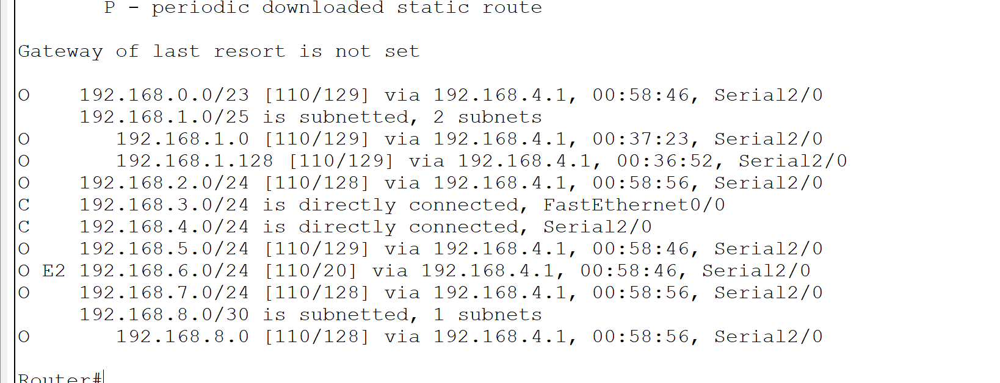 P - periodic downloaded static route
Gateway of last resort is not set
O    192.168.0.0/23 [110/129] via 192.168.4.1, 00:58:46, Serial2/0
     192.168.1.0/25 is subnetted, 2 subnets
O       192.168.1.0 [110/129] via 192.168.4.1, 00:37:23, Serial2/0
O       192.168.1.128 [110/129] via 192.168.4.1, 00:36:52, Serial2/0
O    192.168.2.0/24 [110/128] via 192.168.4.1, 00:58:56, Serial2/0
C    192.168.3.0/24 is directly connected, FastEthernet0/0
C    192.168.4.0/24 is directly connected, Serial2/0
O    192.168.5.0/24 [110/129] via 192.168.4.1, 00:58:46, Serial2/0
O E2 192.168.6.0/24 [110/20] via 192.168.4.1, 00:58:46, Serial2/0
O    192.168.7.0/24 [110/128] via 192.168.4.1, 00:58:56, Serial2/0
     192.168.8.0/30 is subnetted, 1 subnets
O       192.168.8.0 [110/128] via 192.168.4.1, 00:58:56, Serial2/0
Router#